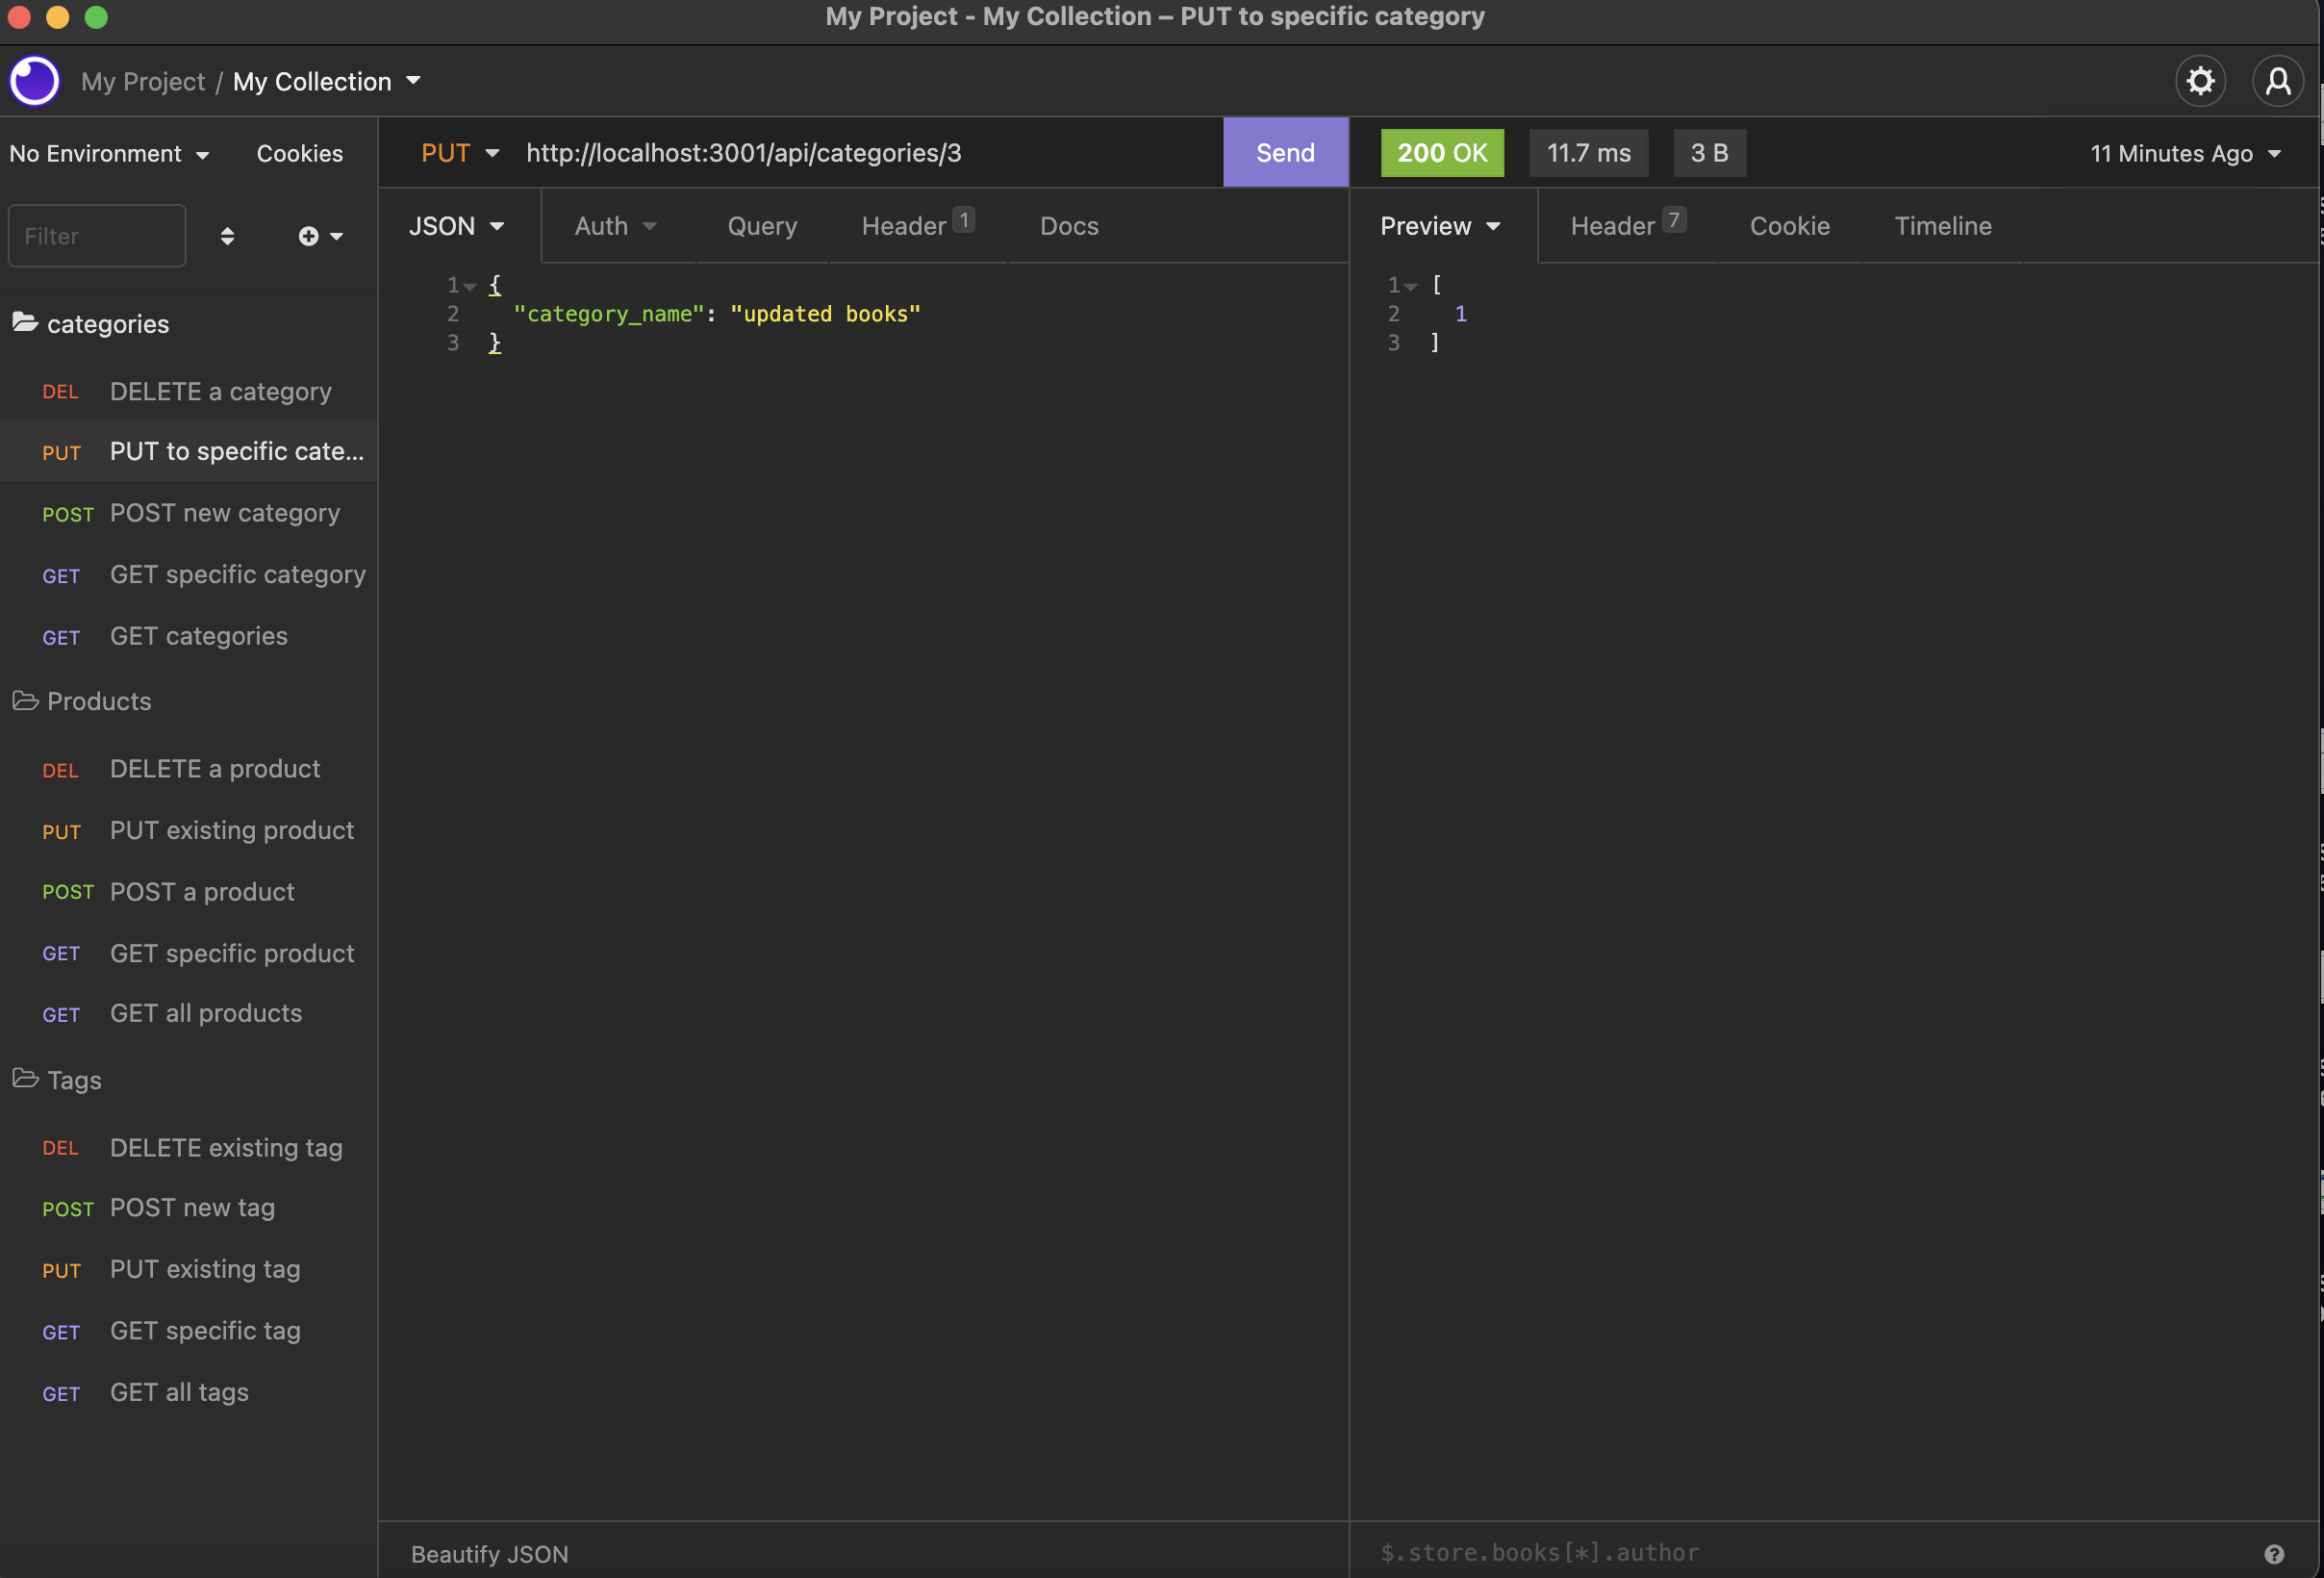 My Project - My Collection – PUT to specific category
My Project / My Collection
No Environment Cookies
Filter
categories
DEL DELETE a category
PUT PUT to specific cate...
POST POST new category
GET GET specific category
GET GET categories
Products
DEL DELETE a product
PUT PUT existing product
POST POST a product
GET GET specific product
GET GET all products
Tags
DEL DELETE existing tag
POST POST new tag
PUT PUT existing tag
GET GET specific tag
GET GET all tags
PUT http://localhost:3001/api/categories/3 Send
JSON Auth Query Header 1 Docs
1 {
2 "category_name": "updated books"
3 }
Beautify JSON
200 OK 11.7 ms 3 B 11 Minutes Ago
Preview Header 7 Cookie Timeline
1 [
2 1
3 ]
$.store.books[*].author